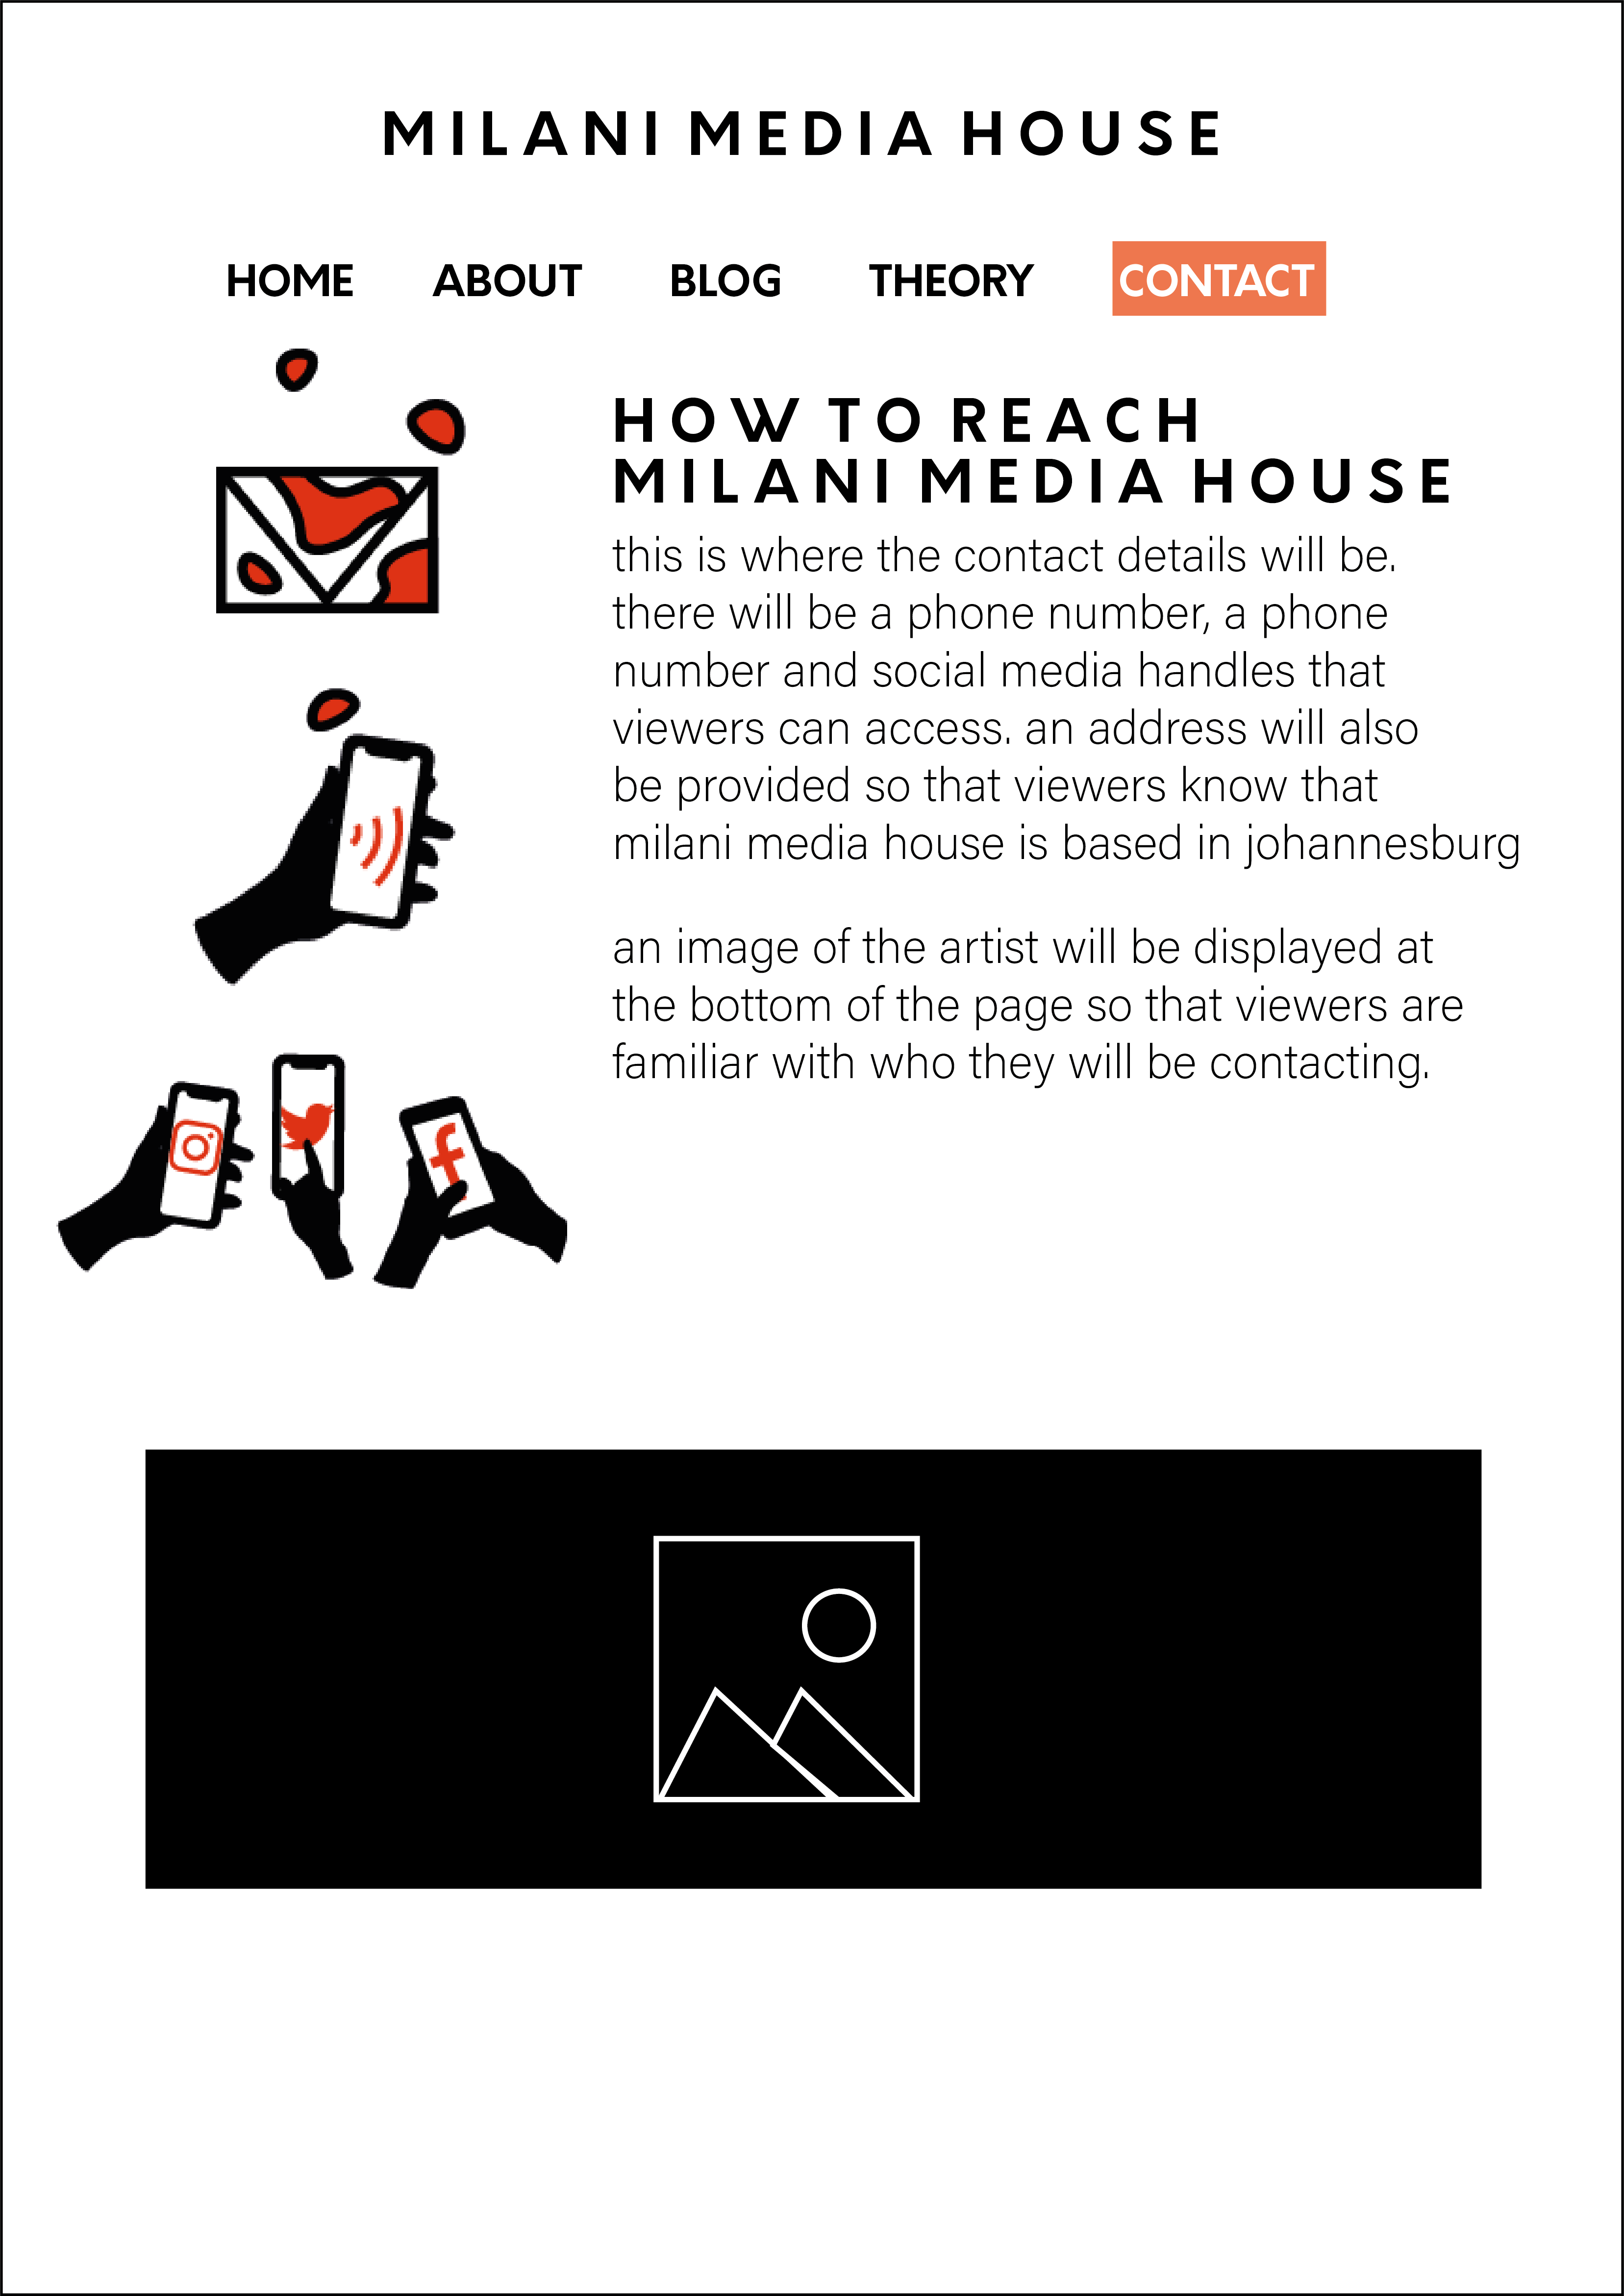 MILANI MEDIA HOUSE
HOME ABOUT BLOG THEORY CONTACT
HOW TO REACH
MILANI MEDIA HOUSE
this is where the contact details will be.
there will be a phone number, a phone
number and social media handles that
viewers can access. an address will also
be provided so that viewers know that
milani media house is based in johannesburg
an image of the artist will be displayed at
the bottom of the page so that viewers are
familiar with who they will be contacting.